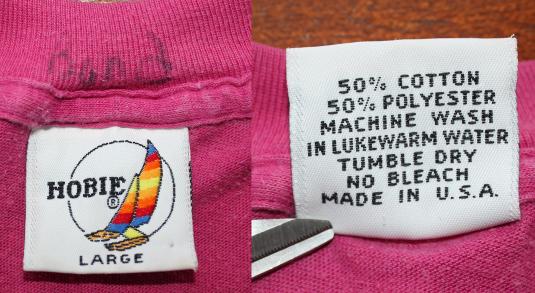 HOBIE®
LARGE
50% COTTON
50% POLYESTER
MACHINE WASH
IN LUKEWARM WATER
TUMBLE DRY
NO BLEACH
MADE IN U.S.A.